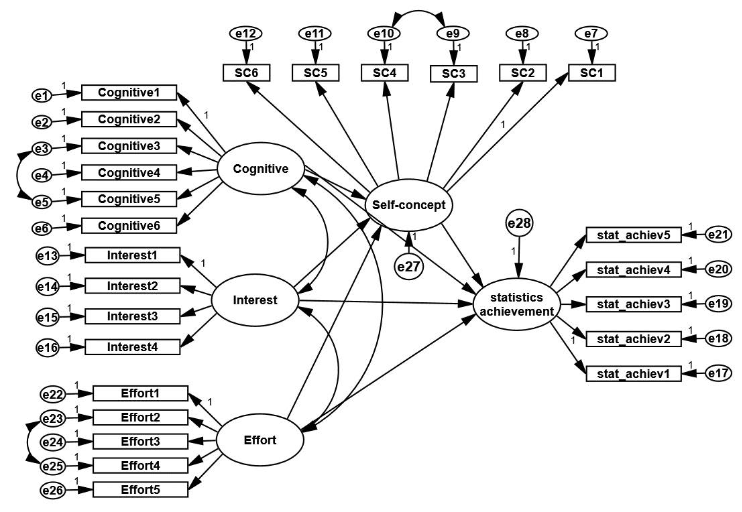 e12 e11 e10 e9 e8 e7
1 1 1 1 1 1
SC6 SC5 SC4 SC3 SC2 SC1
e1 1 Cognitive1
e2 1 Cognitive2
e3 1 Cognitive3
e4 1 Cognitive4
e5 1 Cognitive5
e6 1 Cognitive6
1
Cognitive
1
Self-concept
1
e27
e28
1
e13 1 Interest1
e14 1 Interest2
e15 1 Interest3
e16 1 Interest4
1
Interest
statistics
achievement
stat_achiev5 1 e21
stat_achiev4 1 e20
stat_achiev3 1 e19
stat_achiev2 1 e18
1
stat_achiev1 1 e17
e22 1 Effort1
e23 1 Effort2
e24 1 Effort3
e25 1 Effort4
e26 1 Effort5
1
Effort